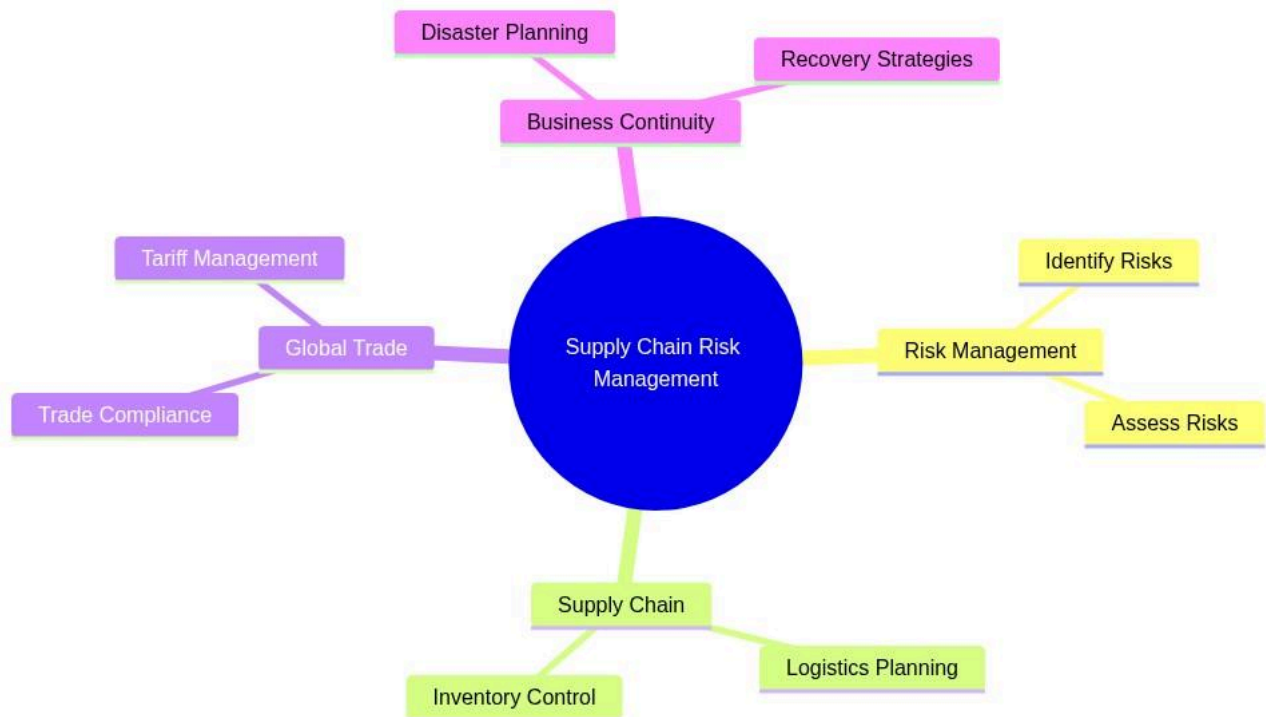 Disaster Planning
Recovery Strategies
Business Continuity
Tariff Management
Identify Risks
Global Trade
Supply Chain Risk
Management
Risk Management
Trade Compliance
Assess Risks
Supply Chain
Logistics Planning
Inventory Control